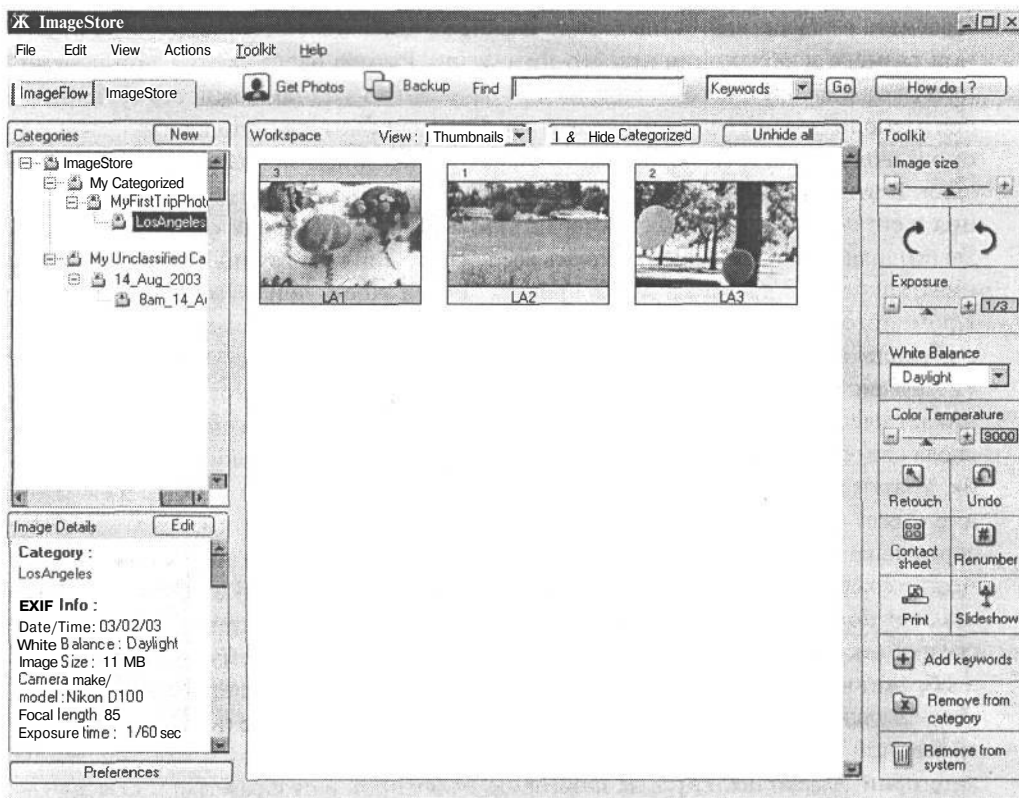 Ж ImageStore
File Edit View Actions Toolkit Help
ImageFlow ImageStore Get Photos Backup Find Keywords Go How do I ?
Categories New
ImageStore
My Categorized
MyFirstTripPhoto
LosAngeles
My Unclassified Ca
14_Aug_2003
8am_14_Au
Image Details Edit
Category :
LosAngeles
EXIF Info :
Date/Time: 03/02/03
White Balance : Daylight
Image Size : 11 MB
Camera make/
model :Nikon D100
Focal length 85
Exposure time : 1/60 sec
Preferences
Workspace View : I Thumbnails I & Hide Categorized Unhide all
3 1 2
LA1 LA2 LA3
Toolkit
Image size
Exposure
1/3
White Balance
Daylight
Color Temperature
3000
Retouch Undo
Contact
sheet
Renumber
Print Slideshow
Add keywords
Remove from
category
Remove from
system